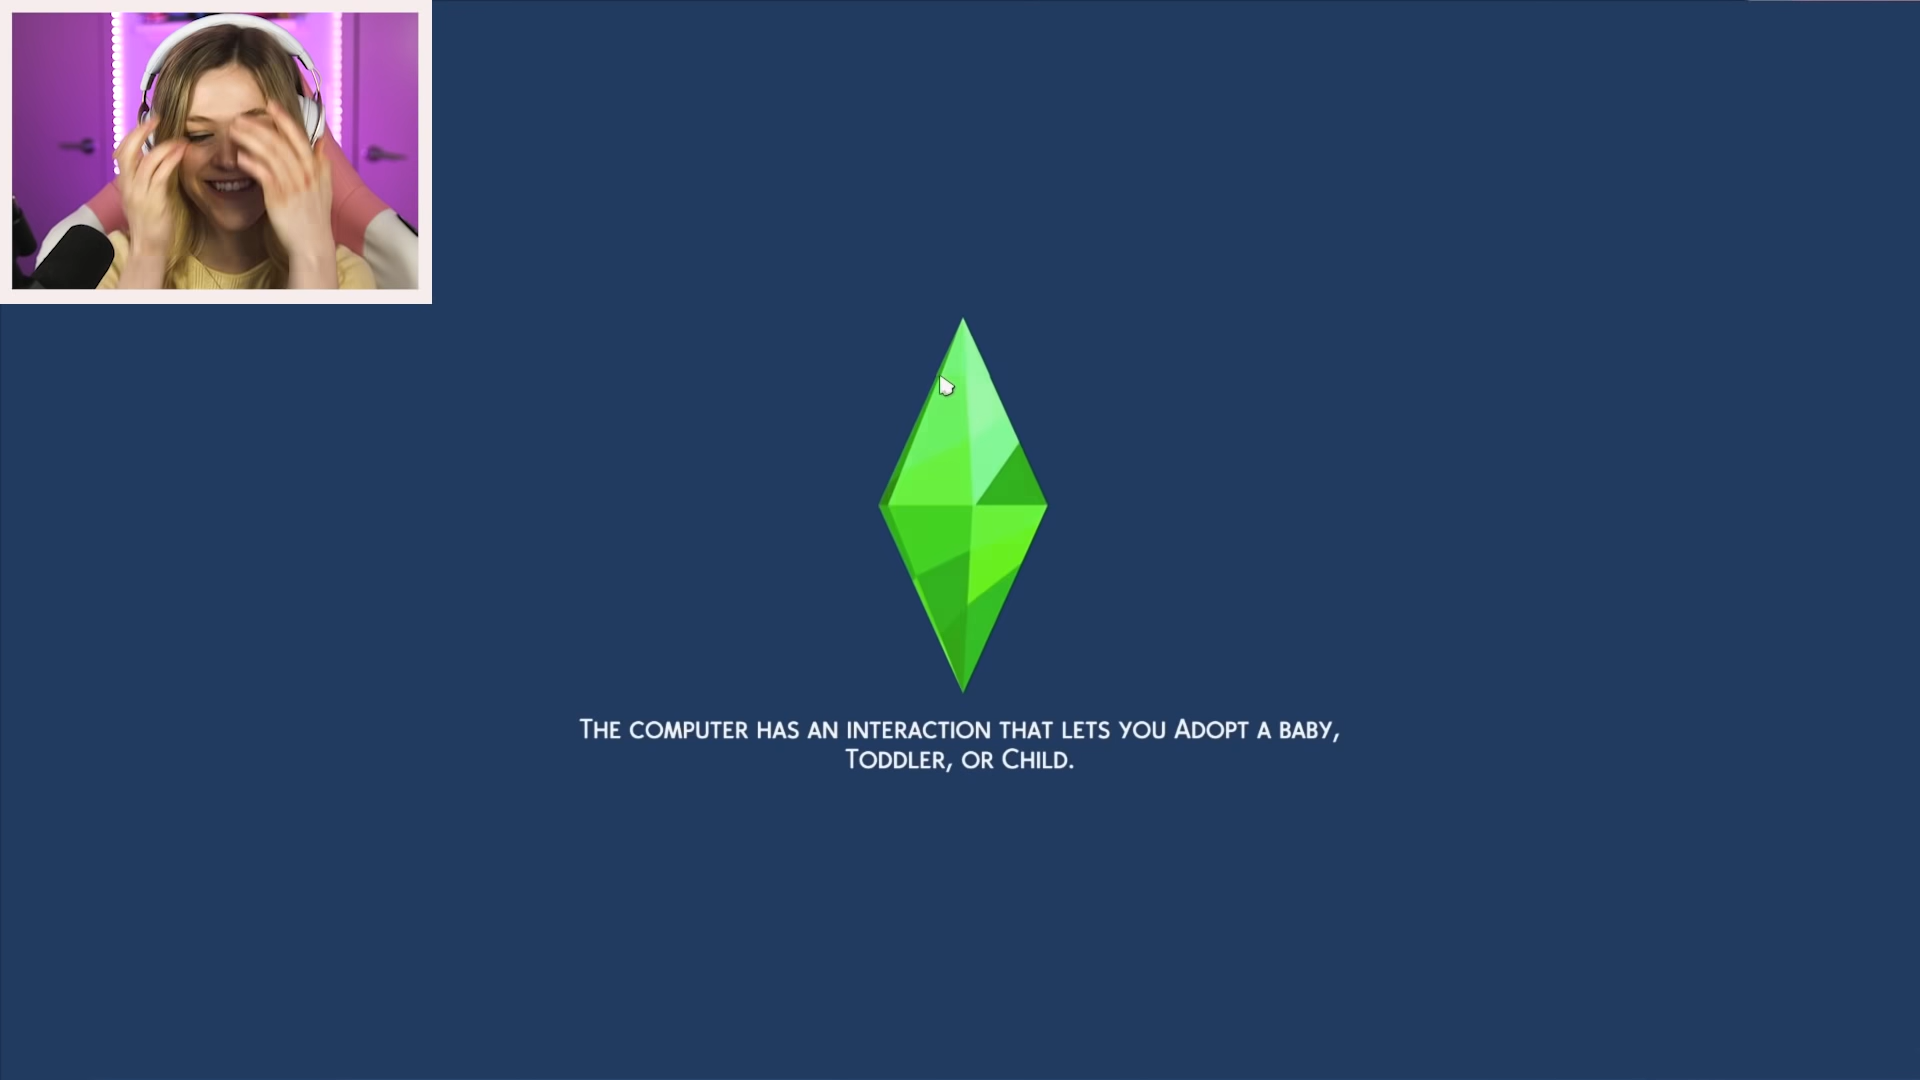 The computer has an interaction that lets you Adopt a baby,
Toddler, or Child.